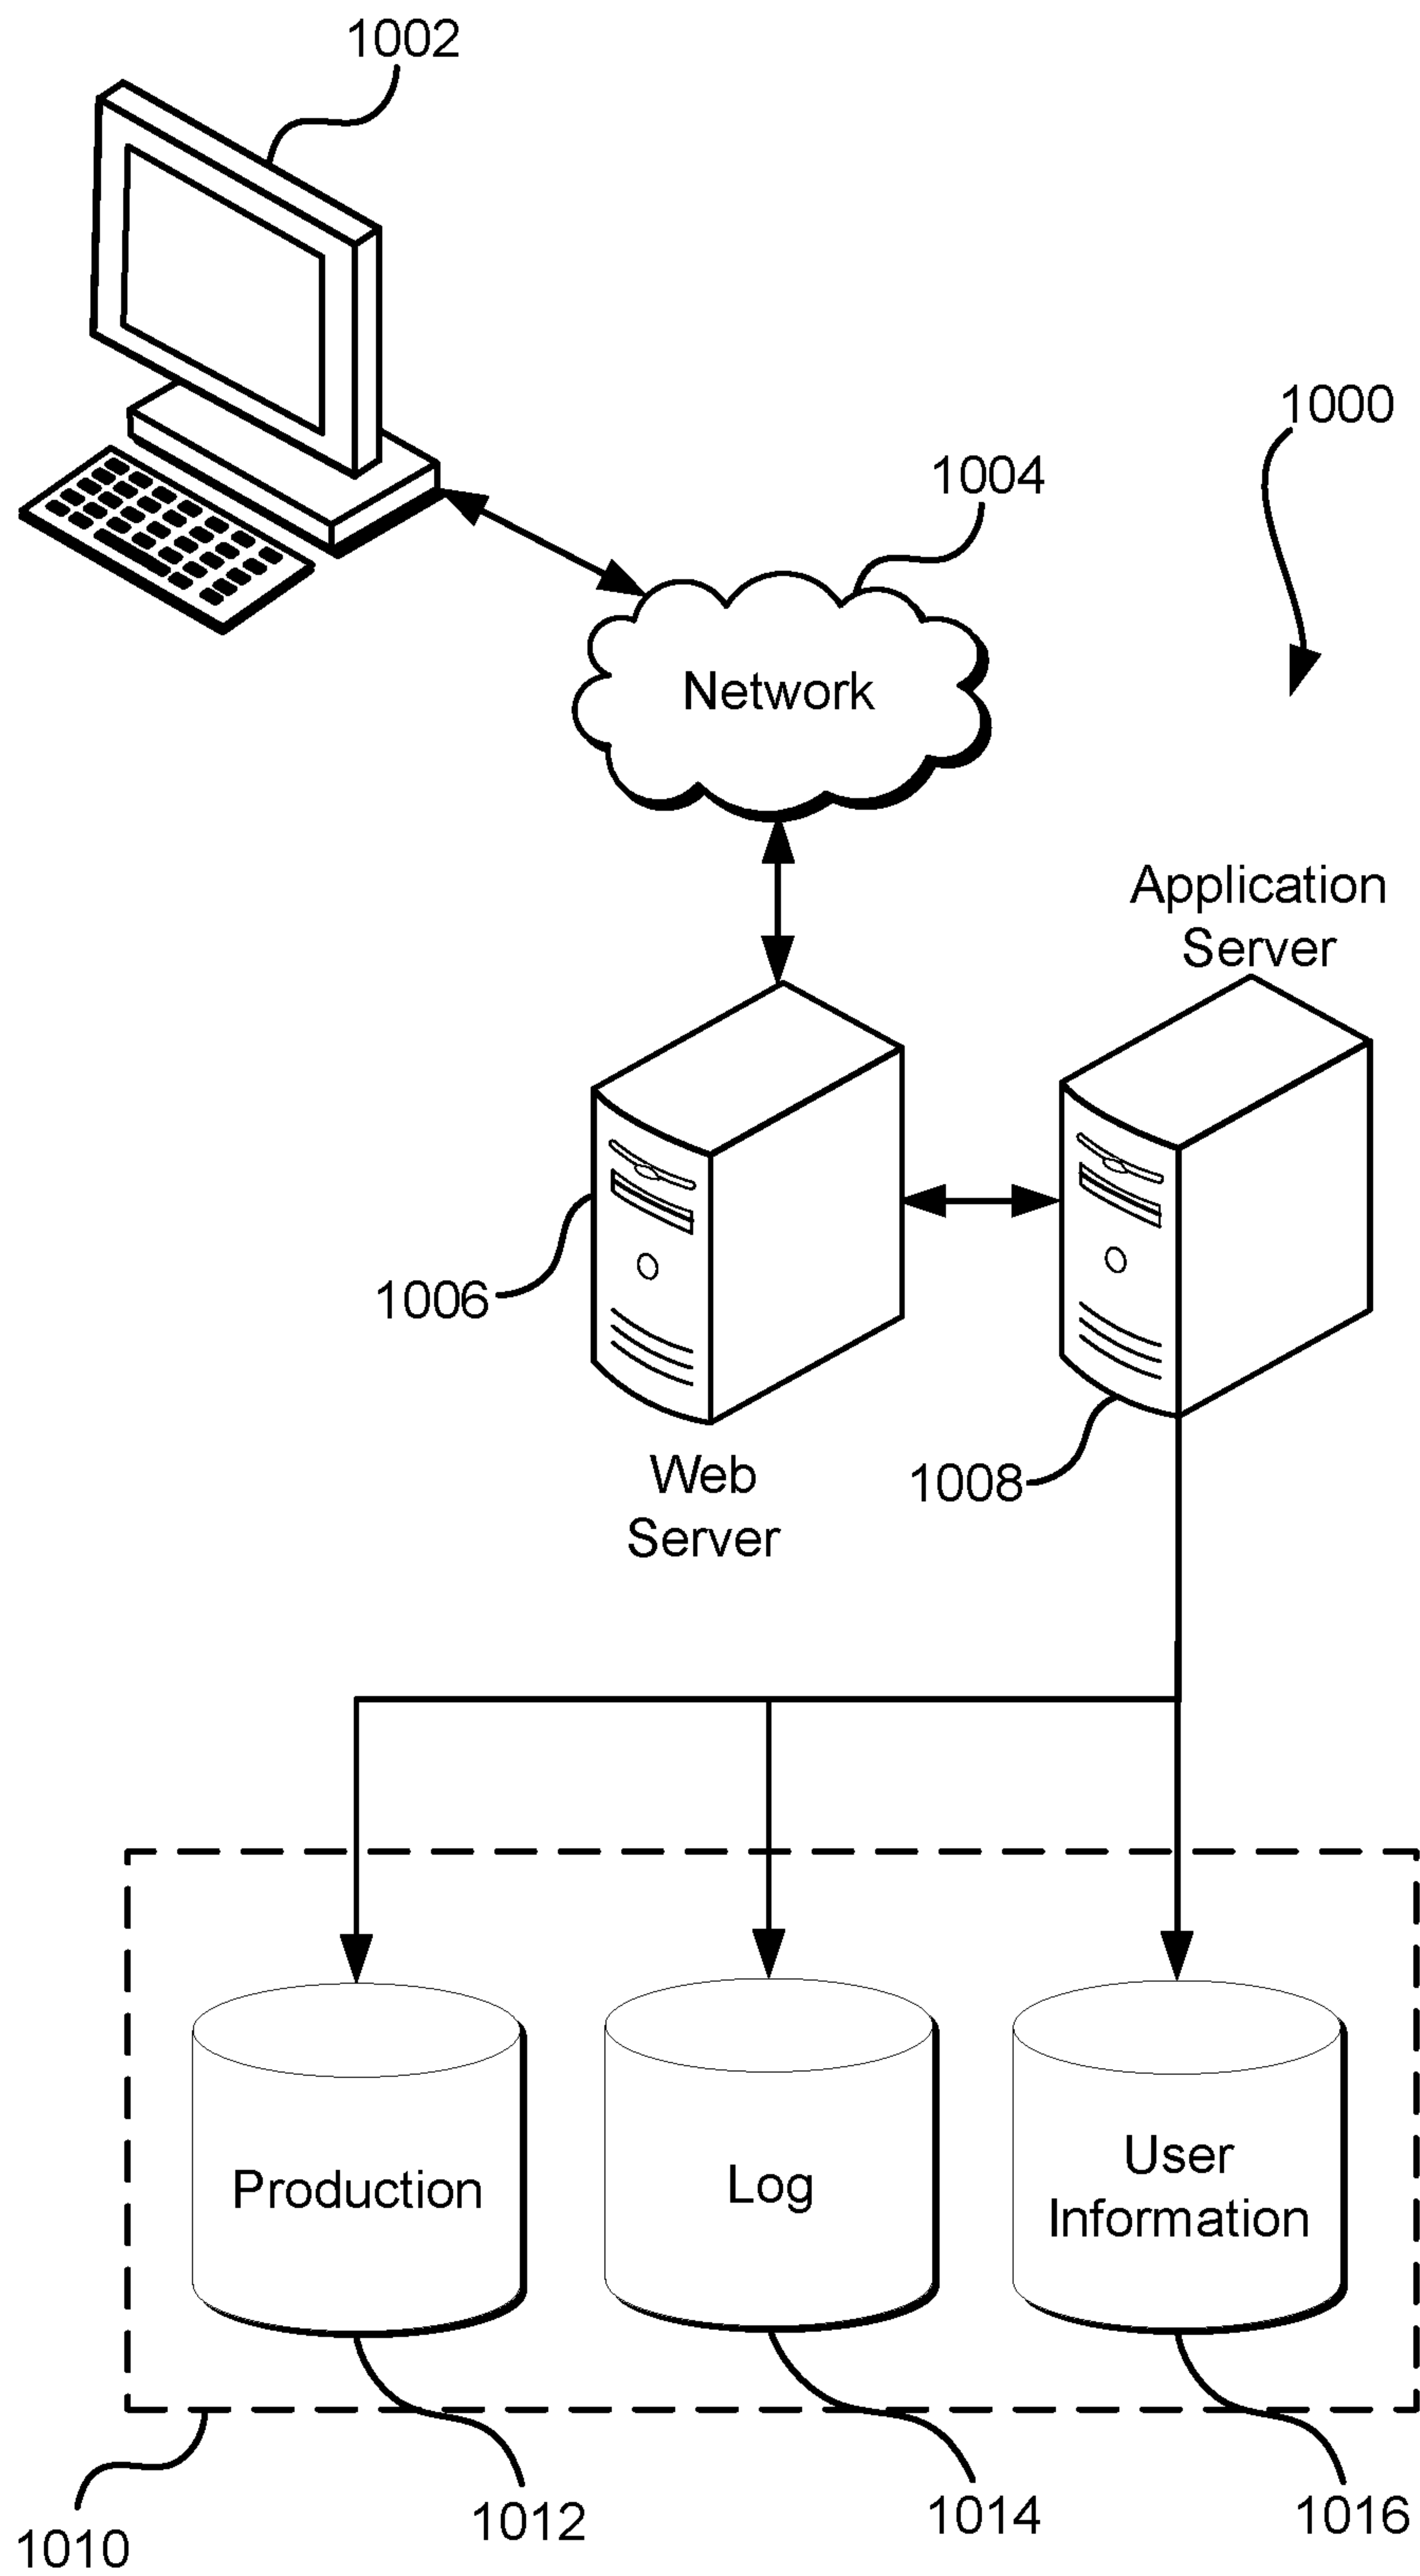 1002
1000
1004
Network
Application
Server
1006
Web
Server
1008
Production
Log
User
Information
1010
1012
1014
1016